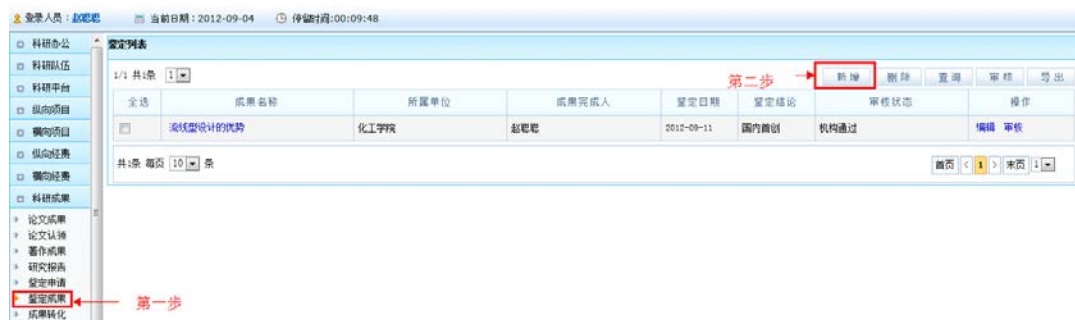 登录人员：赵聪聪 当前日期：2012-09-04 停留时间:00:09:48
科研办公
科研队伍
科研平台
纵向项目
横向项目
纵向经费
横向经费
科研成果
论文成果
论文认领
著作成果
研究报告
鉴定申请
鉴定成果
成果转化
第一步
鉴定列表
1/1 共1条 1
第二步
新增 删除 查询 审核 导出
全选 成果名称 所属单位 成果完成人 鉴定日期 鉴定结论 审核状态 操作
流线型设计的优势 化工学院 赵聪聪 2012-09-11 国内首创 机构通过 编辑 审核
共1条 每页 10 条
首页 < 1 > 末页 1